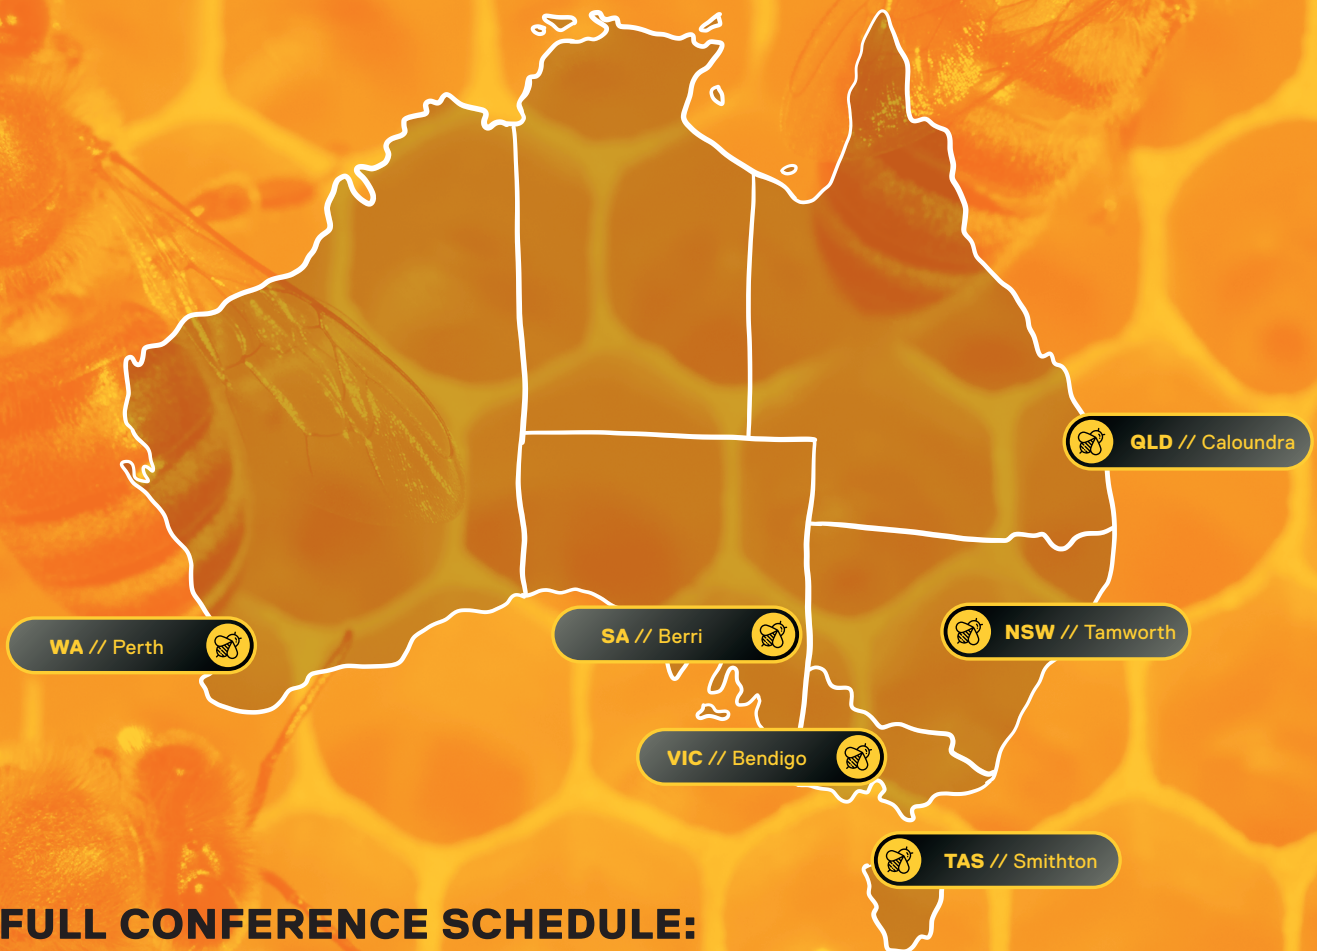 QLD // Caloundra
WA // Perth
SA // Berri
NSW // Tamworth
VIC // Bendigo
TAS // Smithton
FULL CONFERENCE SCHEDULE: